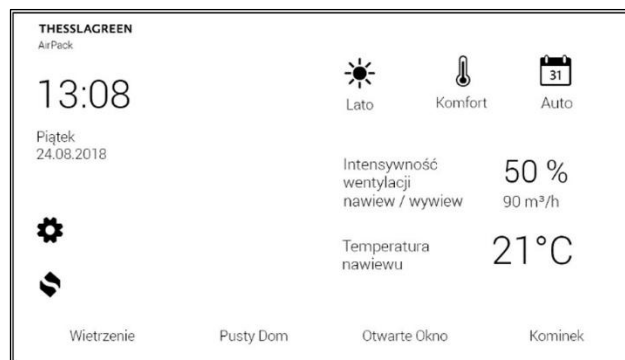 THESSLAGREEN
AirPack
13:08
Piątek
24.08.2018
31
Lato
Komfort
Auto
Intensywność
wentylacji
nawiew / wywiew
50 %
90 m³/h
Temperatura
nawiewu
21°C
Wietrzenie
Pusty Dom
Otwarte Okno
Kominek